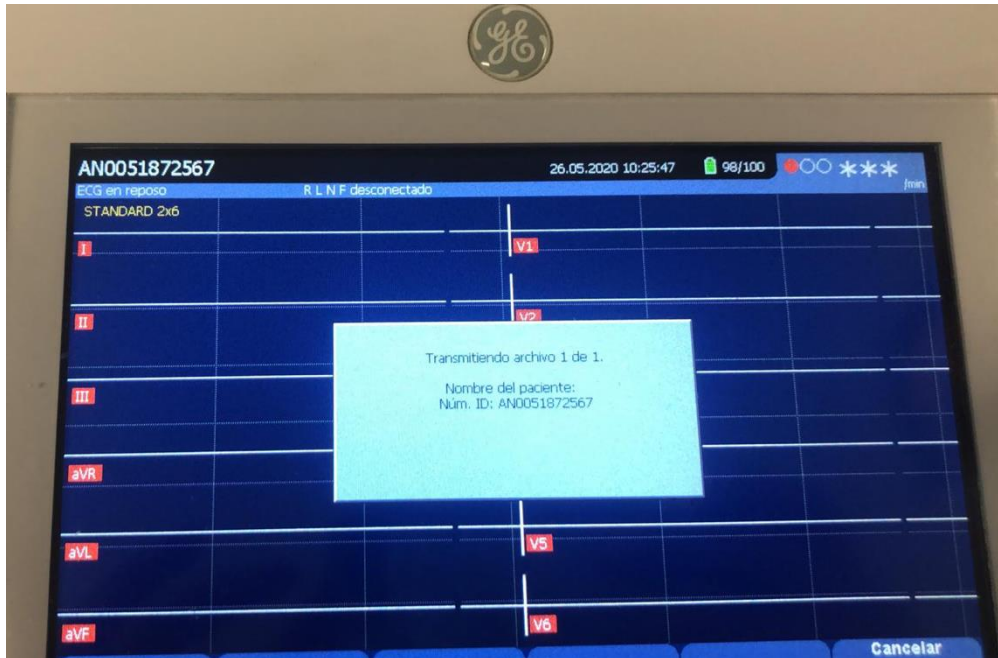 GE
AN0051872567 26.05.2020 10:25:47 98/100 ***
/min
ECG en reposo R L N F desconectado
STANDARD 2x6
I V1
II V2
Transmitiendo archivo 1 de 1.
Nombre del paciente:
Núm. ID: AN0051872567
III
aVR
aVL V5
aVF V6
Cancelar